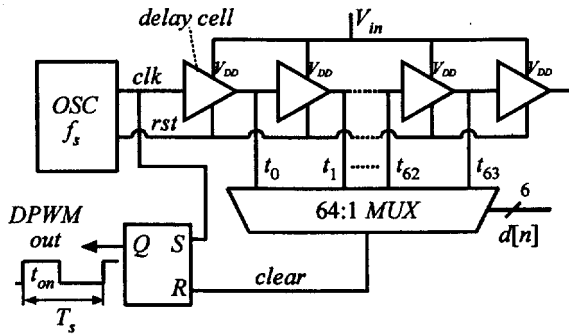 delay cell
V_in
clk
V_DD
V_DD
V_DD
V_DD
OSC
f_s
rst
t_0
t_1
......
t_62
t_63
64:1 MUX
6
d[n]
DPWM
out
Q
S
R
clear
t_on
T_s